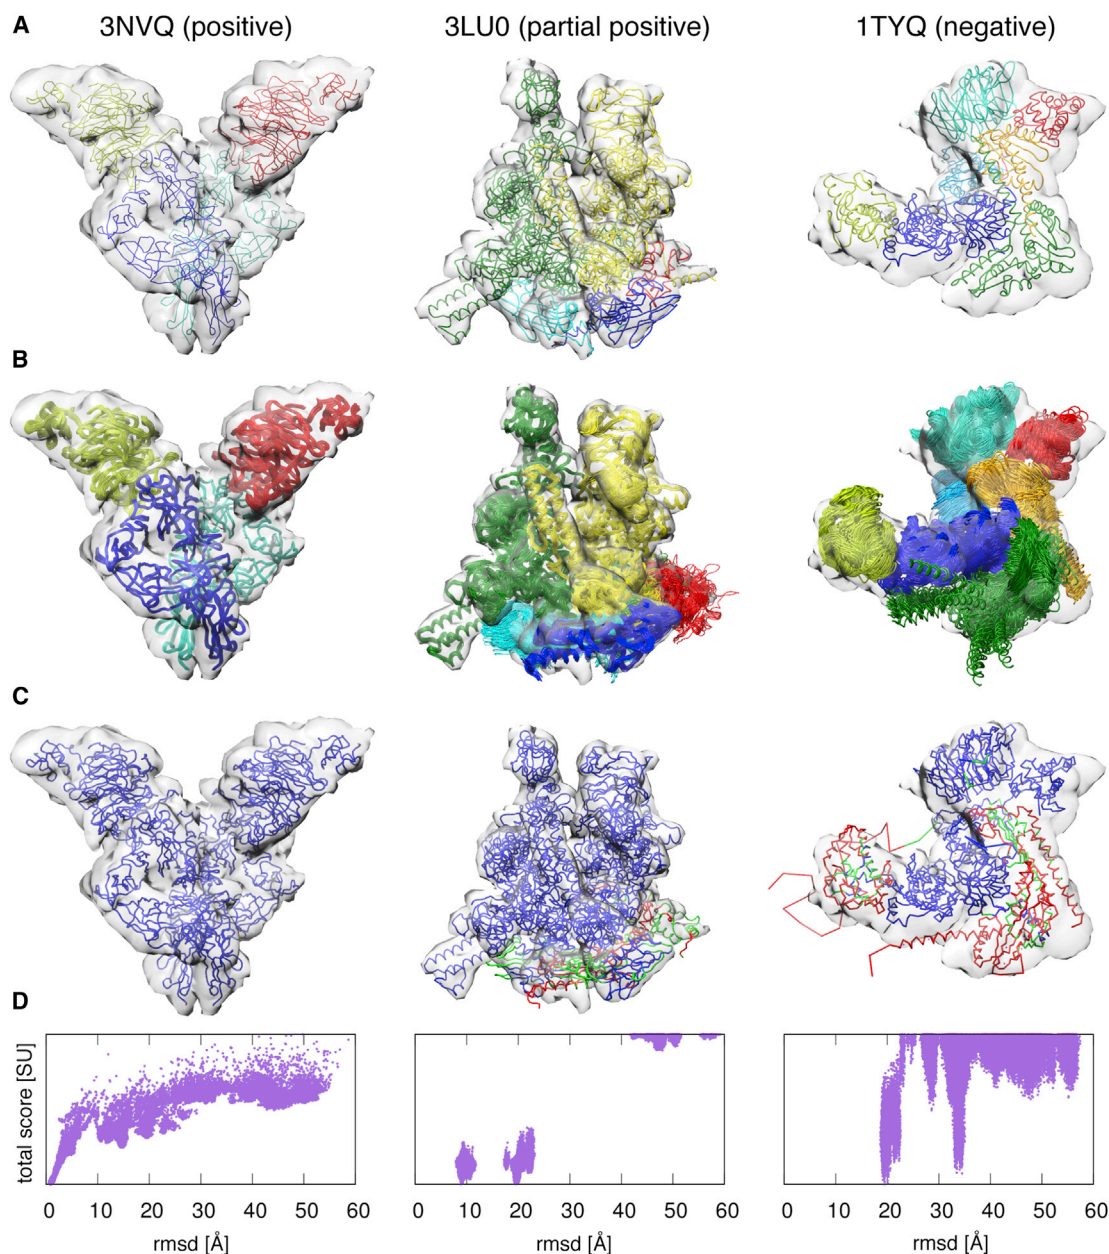 A
3NVQ (positive)
3LU0 (partial positive)
1TYQ (negative)
B
C
D
total score [SU]
0 10 20 30 40 50 60
0 10 20 30 40 50 60
0 10 20 30 40 50 60
rmsd [Å]
rmsd [Å]
rmsd [Å]